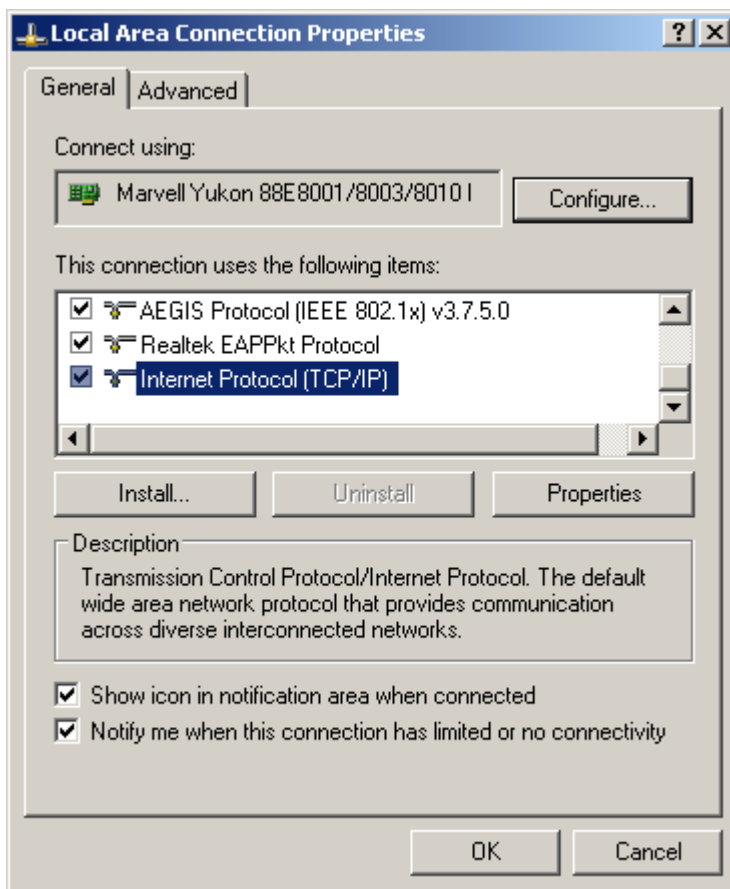 Local Area Connection Properties
General
Advanced
Connect using:
Marvell Yukon 88E8001/8003/8010 I
Configure...
This connection uses the following items:
AEGIS Protocol (IEEE 802.1x) v3.7.5.0
Realtek EAPPkt Protocol
Internet Protocol (TCP/IP)
Install...
Uninstall
Properties
Description
Transmission Control Protocol/Internet Protocol. The default
wide area network protocol that provides communication
across diverse interconnected networks.
Show icon in notification area when connected
Notify me when this connection has limited or no connectivity
OK
Cancel